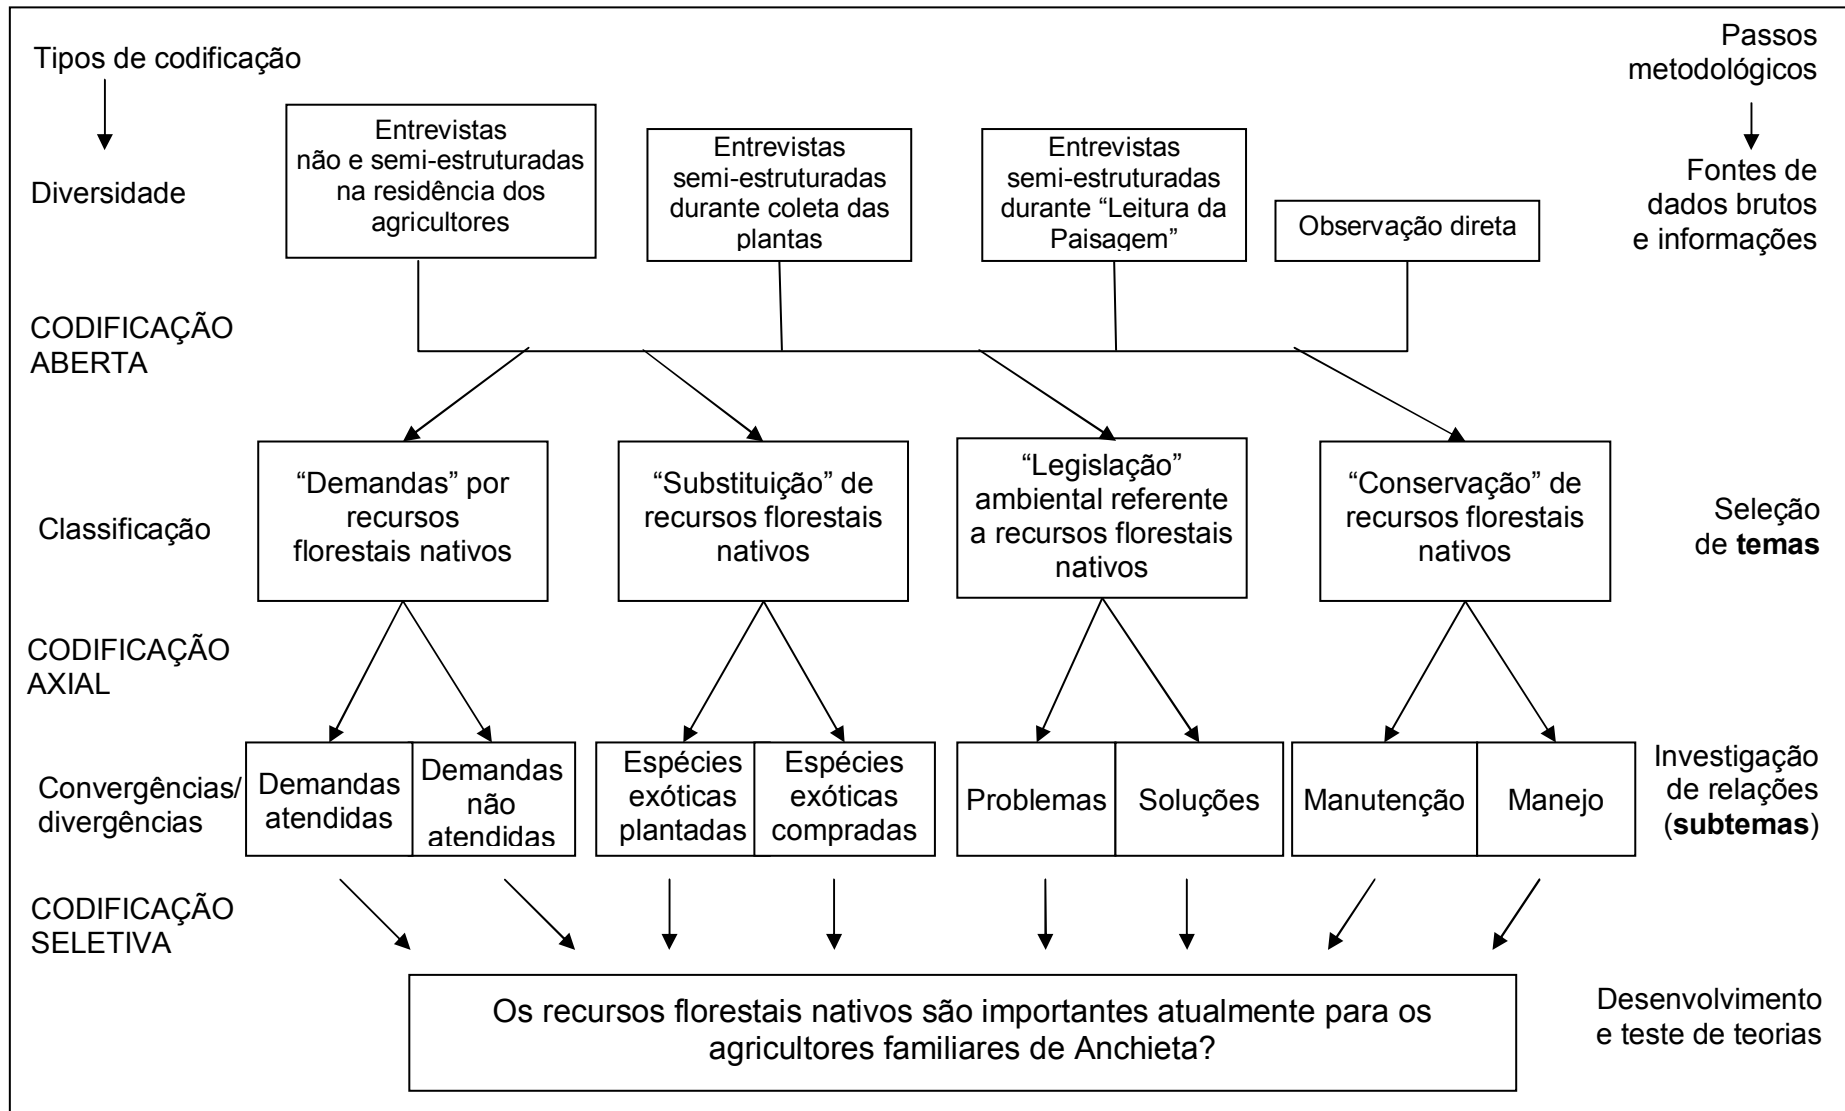 Tipos de codificação
Passos
metodológicos
Diversidade
Entrevistas
não e semi-estruturadas
na residência dos
agricultores
Entrevistas
semi-estruturadas
durante coleta das
plantas
Entrevistas
semi-estruturadas
durante “Leitura da
Paisagem”
Observação direta
Fontes de
dados brutos
e informações
CODIFICAÇÃO
ABERTA
Classificação
“Demandas” por
recursos
florestais nativos
“Substituição” de
recursos florestais
nativos
“Legislação”
ambiental referente
a recursos florestais
nativos
“Conservação” de
recursos florestais
nativos
Seleção
de temas
CODIFICAÇÃO
AXIAL
Convergências/
divergências
Demandas
atendidas
Demandas
não
atendidas
Espécies
exóticas
plantadas
Espécies
exóticas
compradas
Problemas
Soluções
Manutenção
Manejo
Investigação
de relações
(subtemas)
CODIFICAÇÃO
SELETIVA
Os recursos florestais nativos são importantes atualmente para os
agricultores familiares de Anchieta?
Desenvolvimento
e teste de teorias